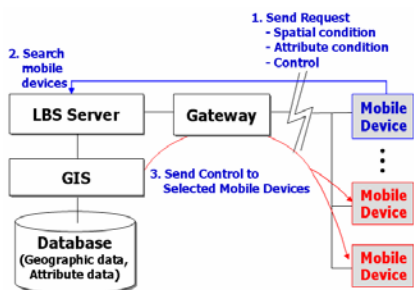 1. Send Request
- Spatial condition
- Attribute condition
- Control
2. Search
mobile
devices
LBS Server
Gateway
Mobile
Device
GIS
3. Send Control to
Selected Mobile Devices
Mobile
Device
Database
(Geographic data,
Attribute data)
Mobile
Device